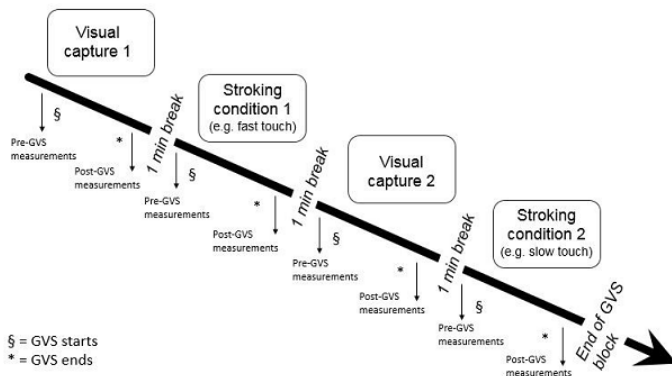 Visual
capture 1
§
Pre-GVS
measurements
*
Post-GVS
measurements
1 min break
Stroking
condition 1
(e.g. fast touch)
§
Pre-GVS
measurements
*
Post-GVS
measurements
1 min break
Visual
capture 2
§
Pre-GVS
measurements
*
Post-GVS
measurements
1 min break
Stroking
condition 2
(e.g. slow touch)
§
Pre-GVS
measurements
*
Post-GVS
measurements
End of GVS
block
§ = GVS starts
* = GVS ends